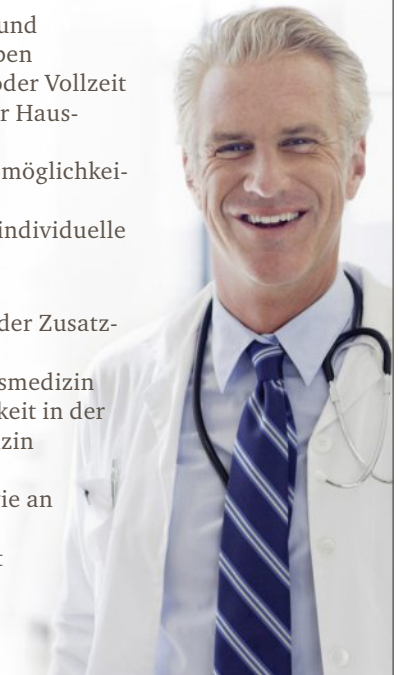 und
ben
oder Vollzeit
r Haus-
möglichkei-
individuelle
der Zusatz-
smedizin
keit in der
zin
ie an
t